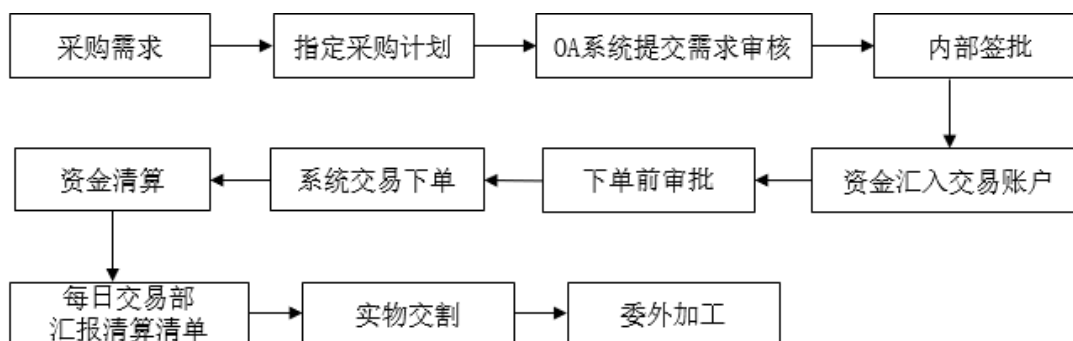 采购需求
指定采购计划
OA系统提交需求审核
内部签批
资金汇入交易账户
下单前审批
系统交易下单
资金清算
每日交易部
汇报清算清单
实物交割
委外加工